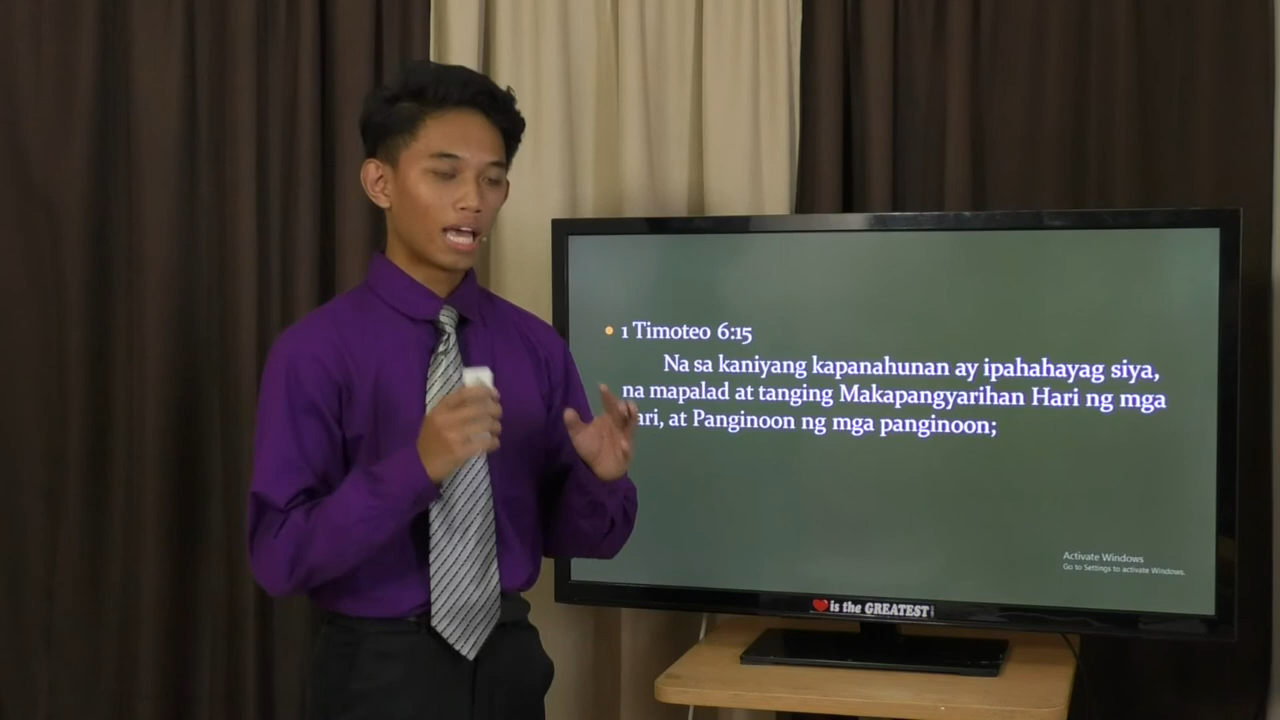 1 Timoteo 6:15
Na sa kaniyang kapanahunan ay ipahahayag siya,
na mapalad at tanging Makapangyarihan Hari ng mga
ari, at Panginoon ng mga panginoon;
Activate Windows
Go to Settings to activate Windows.
is the GREATEST!